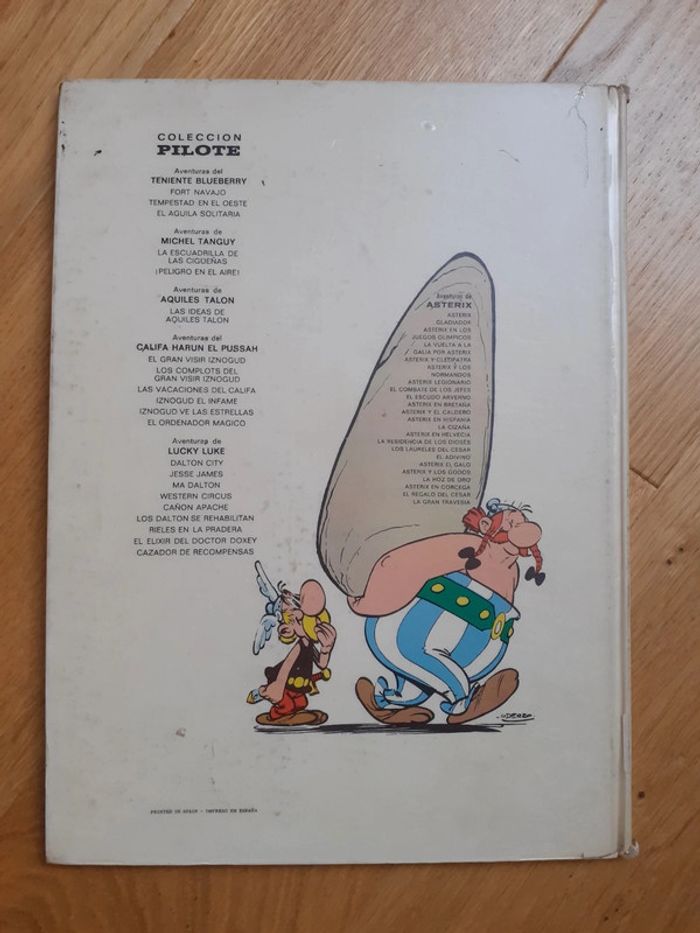 COLECCION
PILOTE
Aventuras del
TENIENTE BLUEBERRY
FORT NAVAJO
TEMPESTAD EN EL OESTE
EL AGUILA SOLITARIA
Aventuras de
MICHEL TANGUY
LA ESCUADRILLA DE
LAS CIGÜEÑAS
¡PELIGRO EN EL AIRE!
Aventuras de
AQUILES TALON
LAS IDEAS DE
AQUILES TALON
Aventuras del
CALIFA HARUN EL PUSSAH
EL GRAN VISIR IZNOGUD
LOS COMPLOTS DEL
GRAN VISIR IZNOGUD
LAS VACACIONES DEL CALIFA
IZNOGUD EL INFAME
IZNOGUD VE LAS ESTRELLAS
EL ORDENADOR MAGICO
Aventuras de
LUCKY LUKE
DALTON CITY
JESSE JAMES
MA DALTON
WESTERN CIRCUS
CAÑON APACHE
LOS DALTON SE REHABILITAN
RIELES EN LA PRADERA
EL ELIXIR DEL DOCTOR DOXEY
CAZADOR DE RECOMPENSAS
Aventuras de
ASTERIX
ASTERIX
GLADIADOR
ASTERIX EN LOS
JUEGOS OLIMPICOS
LA VUELTA A LA
GALIA POR ASTERIX
ASTERIX Y CLEOPATRA
ASTERIX Y LOS
NORMANDOS
ASTERIX LEGIONARIO
EL COMBATE DE LOS JEFES
EL ESCUDO ARVERNO
ASTERIX EN BRETAÑA
ASTERIX Y EL CALDERO
ASTERIX EN HISPANIA
LA CIZAÑA
ASTERIX EN HELVECIA
LA RESIDENCIA DE LOS DIOSES
LOS LAURELES DEL CESAR
EL ADIVINO
ASTERIX EL GALO
ASTERIX Y LOS GODOS
LA HOZ DE ORO
ASTERIX EN CORCEGA
EL REGALO DEL CESAR
LA GRAN TRAVESIA
UDERZO
PRINTED IN SPAIN - IMPRESO EN ESPAÑA